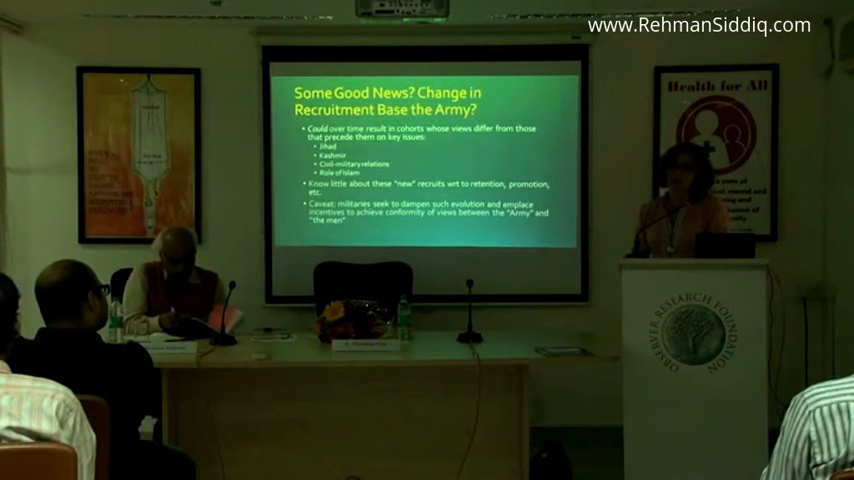 www.RehmanSiddiq.com
Some Good News? Change in
Recruitment Base the Army?
• Could over time result in cohorts whose views differ from those
that precede them on key issues:
• Jihad
• Kashmir
• Civil-military relations
• Role of Islam
• Know little about these "new" recruits wrt to retention, promotion,
etc.
• Caveat: militaries seek to dampen such evolution and emplace
incentives to achieve conformity of views between the "Army" and
"the men"
Health for All
OBSERVER RESEARCH FOUNDATION